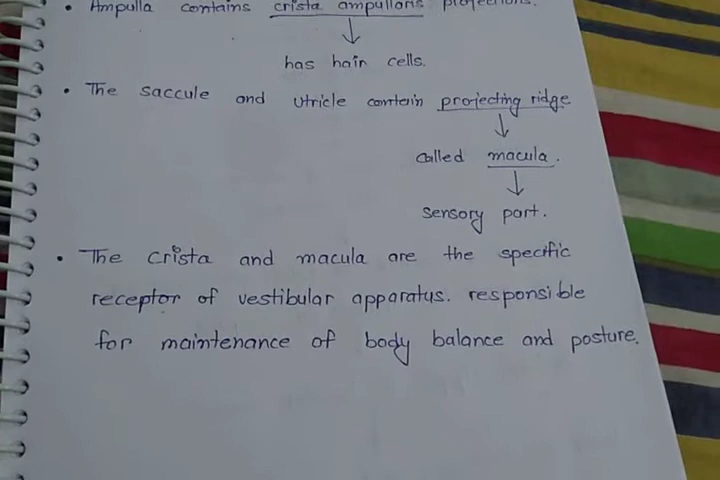 • Ampulla contains crista ampullaris projections.
↓
has hair cells.
• The saccule and utricle contain projecting ridge
↓
called macula.
↓
sensory part.
• The crista and macula are the specific
receptor of vestibular apparatus. responsible
for maintenance of body balance and posture.